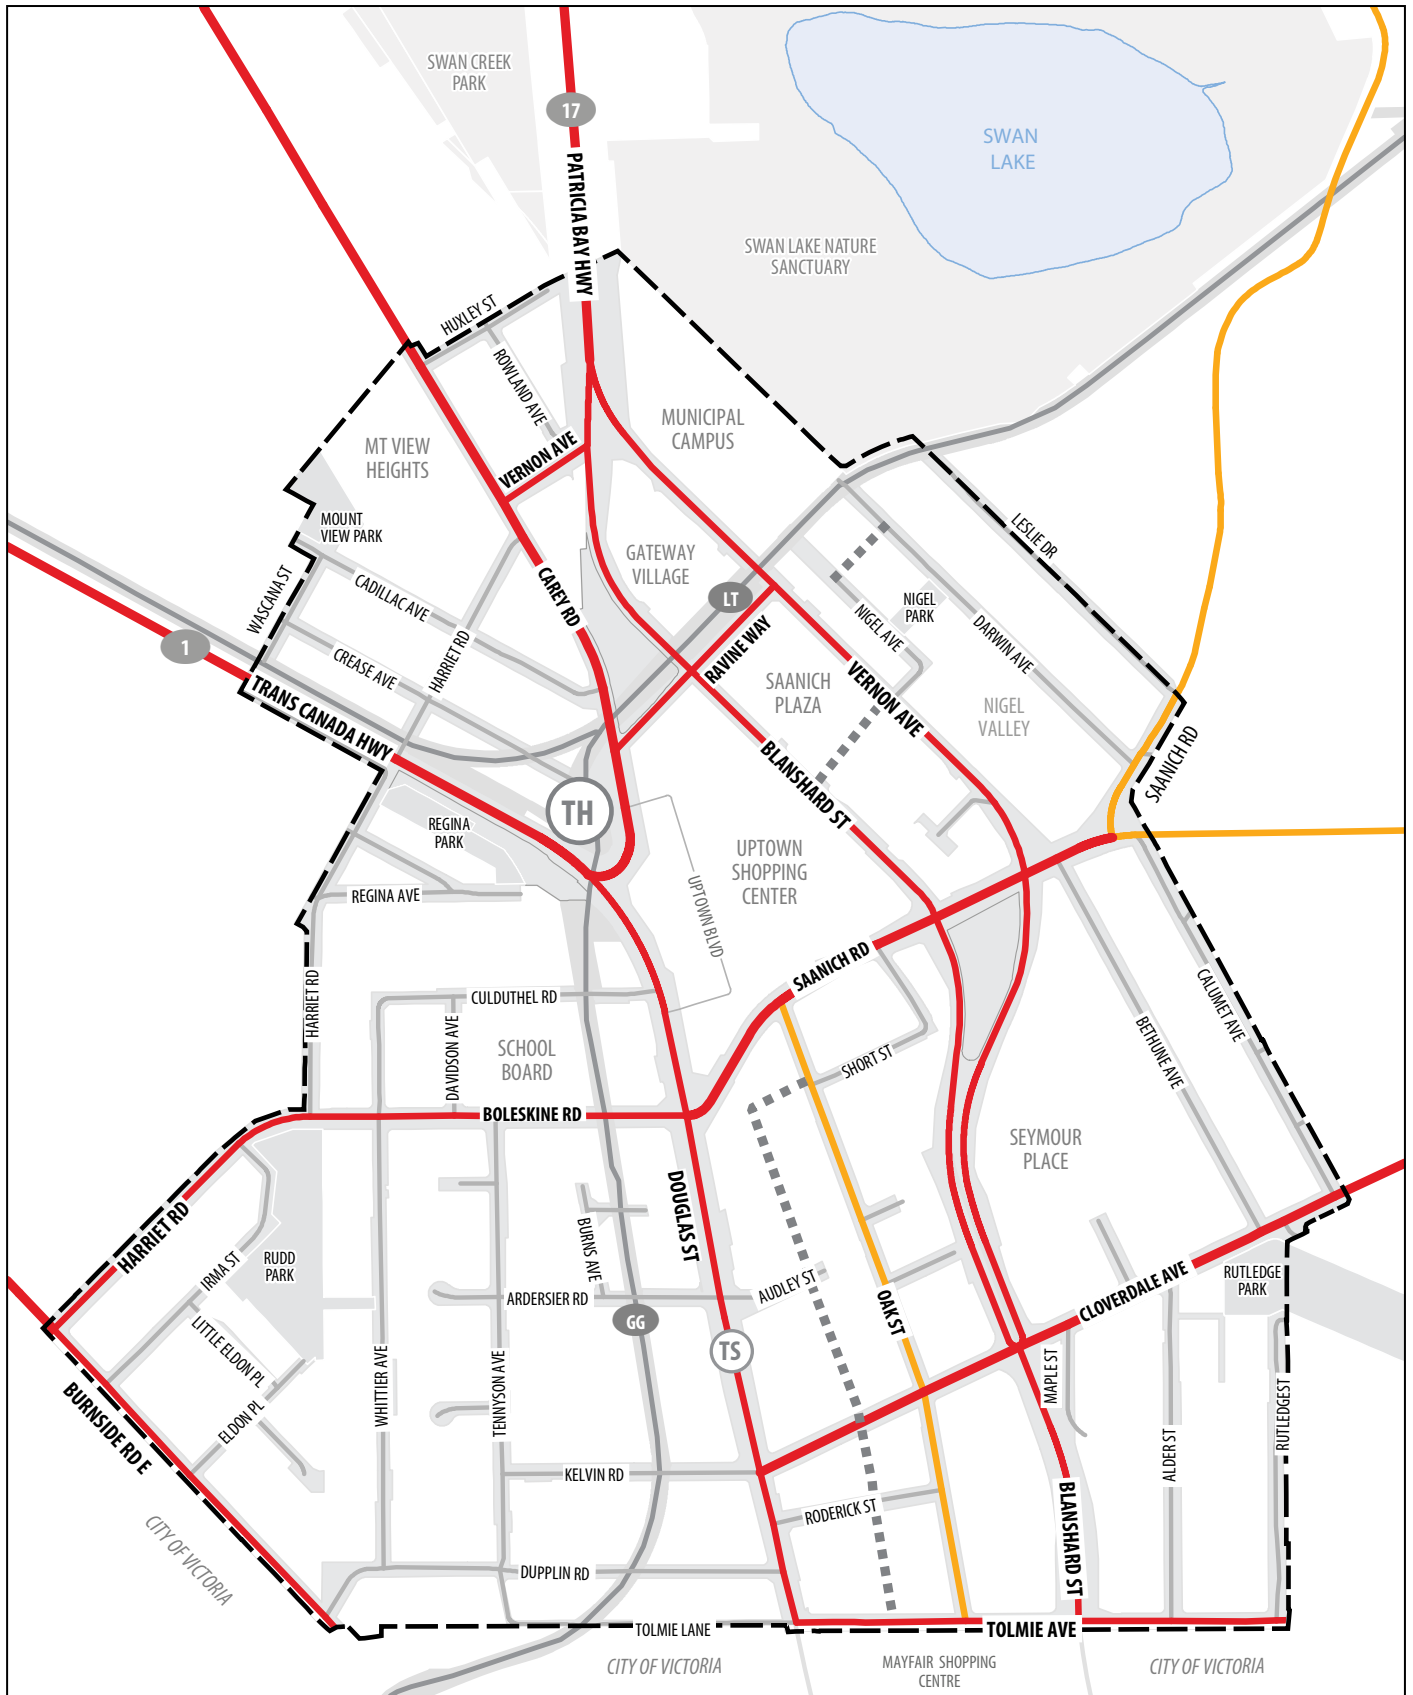 SWAN CREEK
PARK
17
SWAN
LAKE
PATRICIA BAY HWY
SWAN LAKE NATURE
SANCTUARY
HUXLEY ST
ROWLAND AVE
MUNICIPAL
CAMPUS
MT VIEW
HEIGHTS
VERNON AVE
MOUNT
VIEW PARK
LESLIE DR
GATEWAY
VILLAGE
CAREY RD
WASCANA ST
CADILLAC AVE
LT
NIGEL
PARK
NIGEL AVE
DARWIN AVE
1
RAVINE WAY
HARRIET RD
CREASE AVE
SAANICH
PLAZA
VERNON AVE
NIGEL
VALLEY
TRANS CANADA HWY
SAANICH RD
BLANSHARD ST
TH
REGINA
PARK
UPTOWN
SHOPPING
CENTER
REGINA AVE
UPTOWN BLVD
SAANICH RD
HARRIET RD
CULDUTHEL RD
CALUMET AVE
DAVIDSON AVE
SCHOOL
BOARD
SHORT ST
BETHUNE AVE
BOLESKINE RD
SEYMOUR
PLACE
DOUGLAS ST
HARRIET RD
BURNS AVE
IRMA ST
RUDD
PARK
RUTLEDGE
PARK
CLOVERDALE AVE
AUDLEY ST
ARDERSIER RD
OAK ST
GG
LITTLE ELDON PL
TS
WHITTIER AVE
TENNYSON AVE
MAPLE ST
BURNSIDE RD E
ELDON PL
RUTLEDGEST
ALDER ST
KELVIN RD
RODERICK ST
BLANSHARD ST
CITY OF VICTORIA
DUPPLIN RD
TOLMIE LANE
TOLMIE AVE
CITY OF VICTORIA
MAYFAIR SHOPPING
CENTRE
CITY OF VICTORIA